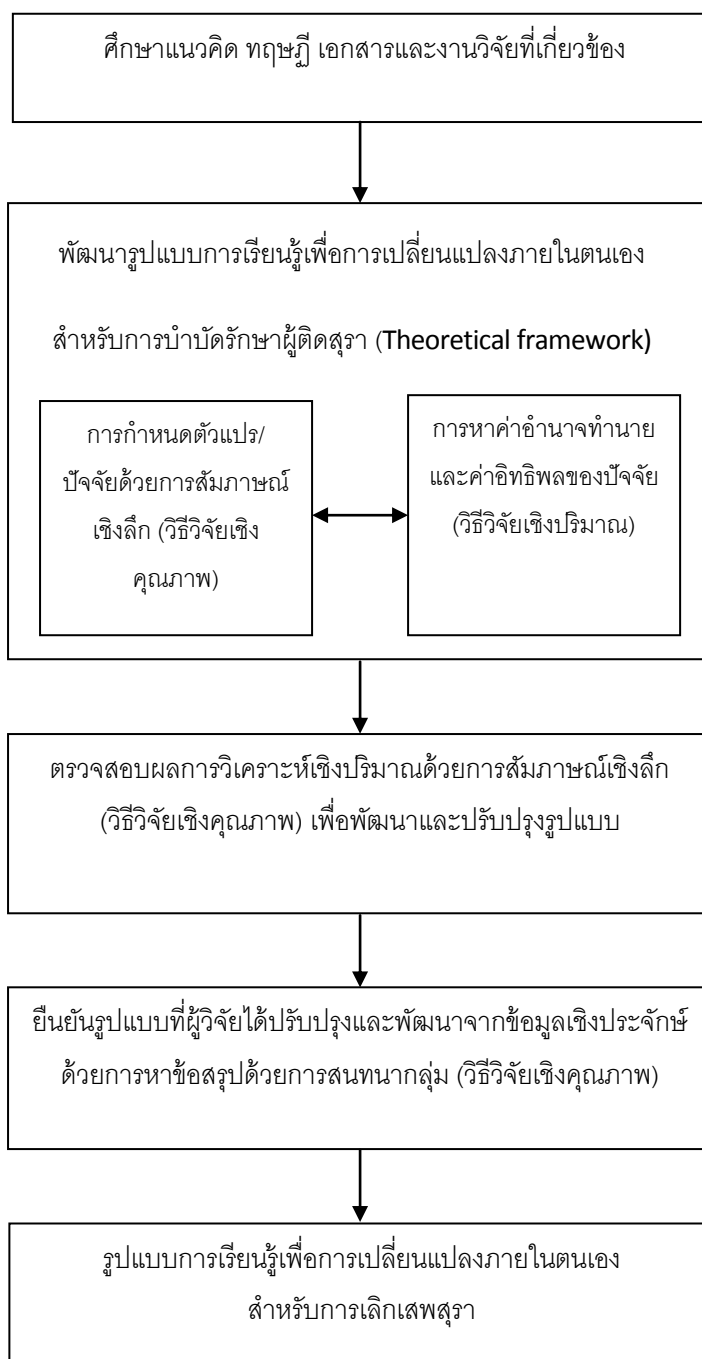 ศึกษาแนวคิด ทฤษฎี เอกสารและงานวิจัยที่เกี่ยวข้อง
พัฒนารูปแบบการเรียนรู้เพื่อการเปลี่ยนแปลงภายในตนเอง
สำหรับการบำบัดรักษาผู้ติดสุรา (Theoretical framework)
การกำหนดตัวแปร/
ปัจจัยด้วยการสัมภาษณ์
เชิงลึก (วิธีวิจัยเชิง
คุณภาพ)
การหาค่าอำนาจทำนาย
และค่าอิทธิพลของปัจจัย
(วิธีวิจัยเชิงปริมาณ)
ตรวจสอบผลการวิเคราะห์เชิงปริมาณด้วยการสัมภาษณ์เชิงลึก
(วิธีวิจัยเชิงคุณภาพ) เพื่อพัฒนาและปรับปรุงรูปแบบ
ยืนยันรูปแบบที่ผู้วิจัยได้ปรับปรุงและพัฒนาจากข้อมูลเชิงประจักษ์
ด้วยการหาข้อสรุปด้วยการสนทนากลุ่ม (วิธีวิจัยเชิงคุณภาพ)
รูปแบบการเรียนรู้เพื่อการเปลี่ยนแปลงภายในตนเอง
สำหรับการเลิกเสพสุรา